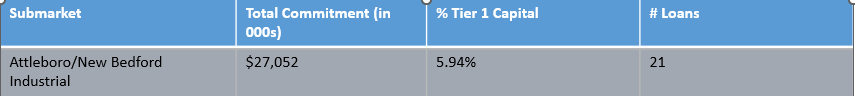 Submarket
Total Commitment (in
000s)
% Tier 1 Capital
# Loans
Attleboro/New Bedford
Industrial
$27,052
5.94%
21